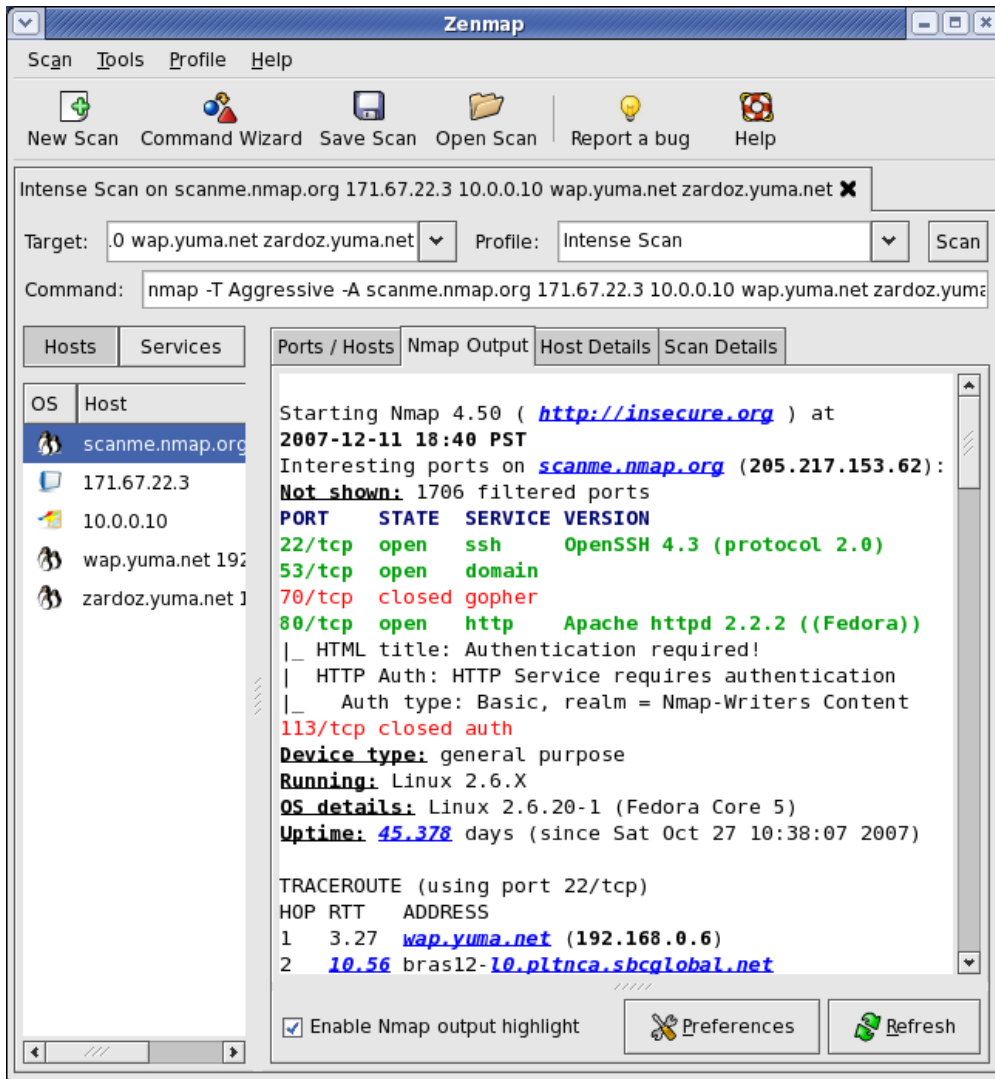 Zenmap
Scan Tools Profile Help
New Scan Command Wizard Save Scan Open Scan Report a bug Help
Intense Scan on scanme.nmap.org 171.67.22.3 10.0.0.10 wap.yuma.net zardoz.yuma.net
Target: .0 wap.yuma.net zardoz.yuma.net Profile: Intense Scan Scan
Command: nmap -T Aggressive -A scanme.nmap.org 171.67.22.3 10.0.0.10 wap.yuma.net zardoz.yuma
Hosts Services
OS Host
scanme.nmap.org
171.67.22.3
10.0.0.10
wap.yuma.net 192
zardoz.yuma.net 1
Ports / Hosts Nmap Output Host Details Scan Details
Starting Nmap 4.50 ( http://insecure.org ) at
2007-12-11 18:40 PST
Interesting ports on scanme.nmap.org (205.217.153.62):
Not shown: 1706 filtered ports
PORT STATE SERVICE VERSION
22/tcp open ssh OpenSSH 4.3 (protocol 2.0)
53/tcp open domain
70/tcp closed gopher
80/tcp open http Apache httpd 2.2.2 ((Fedora))
|_ HTML title: Authentication required!
| HTTP Auth: HTTP Service requires authentication
|_ Auth type: Basic, realm = Nmap-Writers Content
113/tcp closed auth
Device type: general purpose
Running: Linux 2.6.X
OS details: Linux 2.6.20-1 (Fedora Core 5)
Uptime: 45.378 days (since Sat Oct 27 10:38:07 2007)
TRACEROUTE (using port 22/tcp)
HOP RTT ADDRESS
1 3.27 wap.yuma.net (192.168.0.6)
2 10.56 bras12-l0.pltnca.sbcglobal.net
Enable Nmap output highlight Preferences Refresh